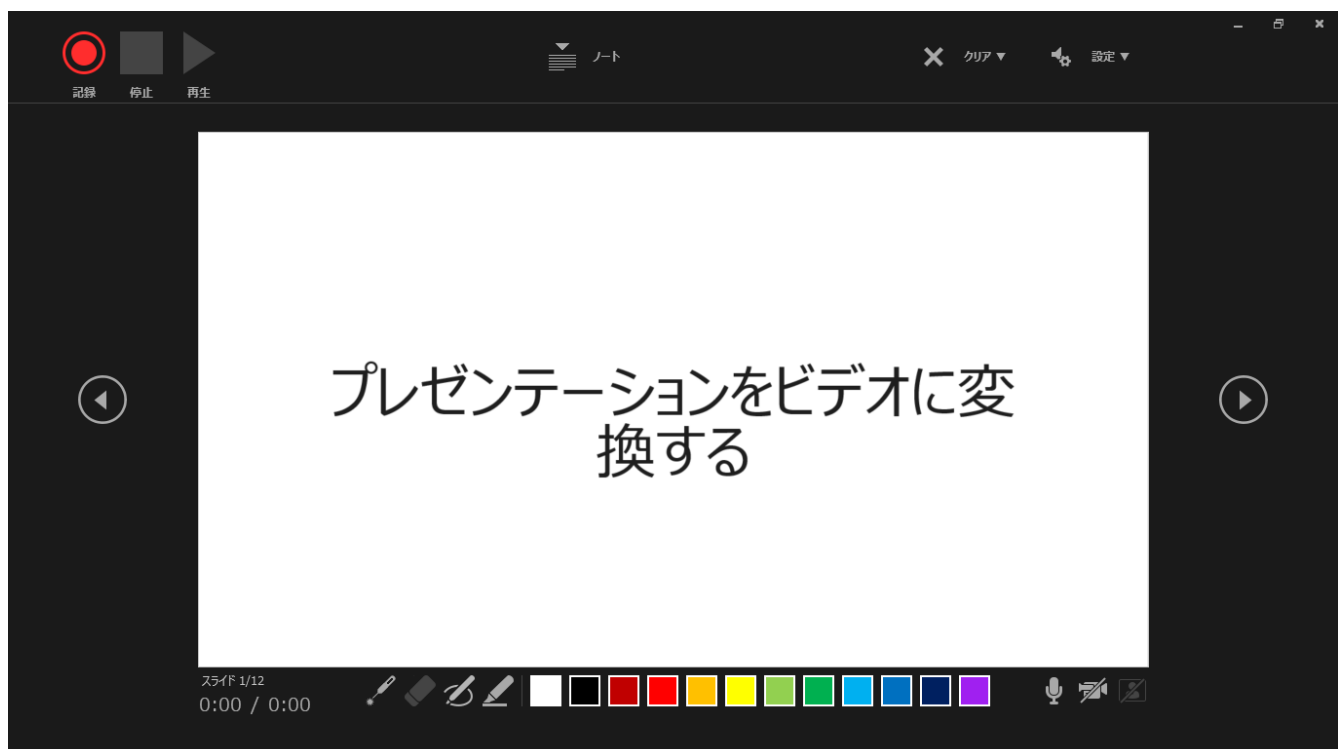 記録
停止
再生
ノート
クリア ▼
設定 ▼
プレゼンテーションをビデオに変
換する
スライド 1/12
0:00 / 0:00